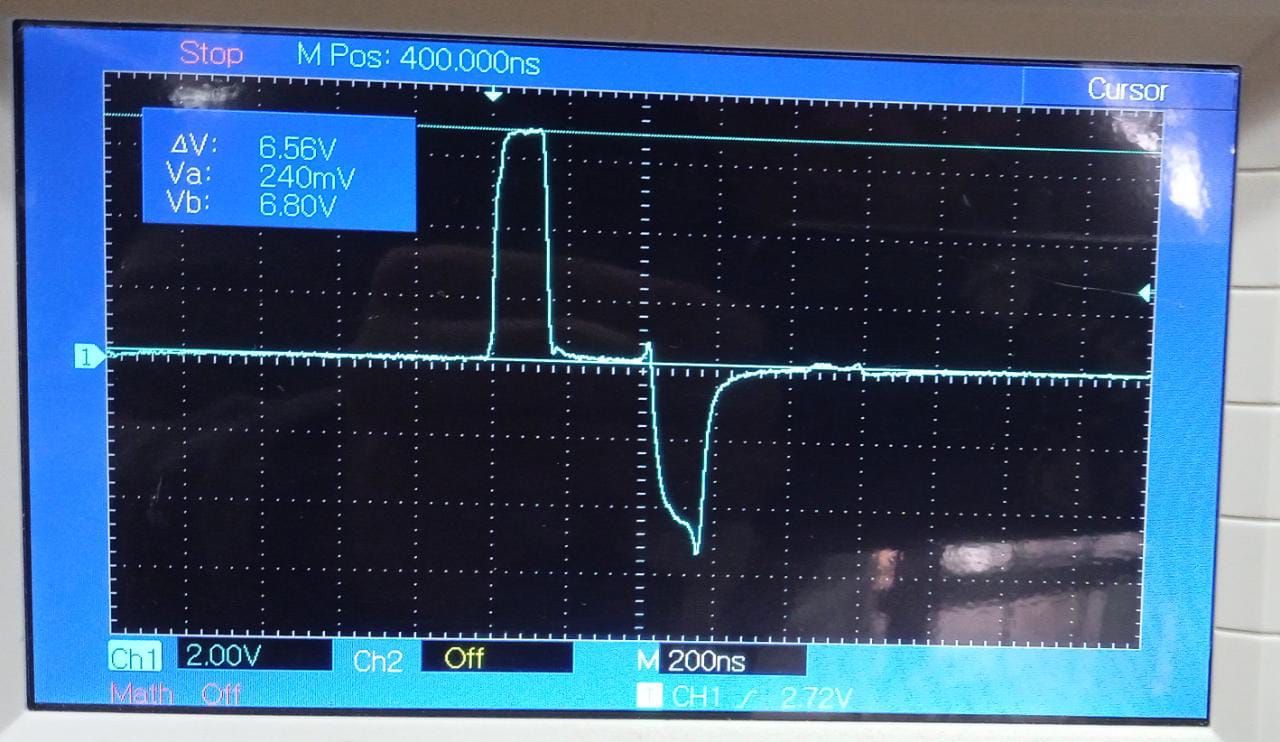 Stop M Pos: 400.000ns
Cursor
ΔV: 6.56V
Va: 240mV
Vb: 6.80V
1
Ch1 2.00V Ch2 Off M 200ns
Math Off T CH1 2.72V